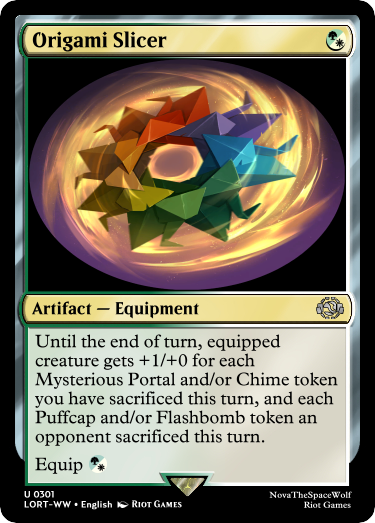 Origami Slicer
Artifact — Equipment
Until the end of turn, equipped
creature gets +1/+0 for each
Mysterious Portal and/or Chime token
you have sacrificed this turn, and each
Puffcap and/or Flashbomb token an
opponent sacrificed this turn.
Equip
U 0301
LORT-WW • English RIOT GAMES
NovaTheSpaceWolf
Riot Games